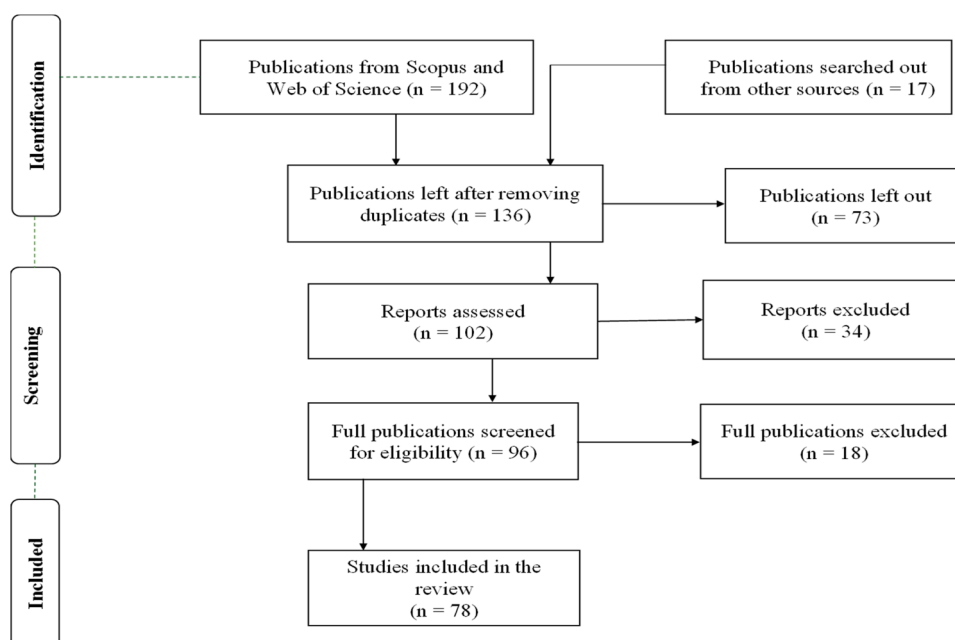 Identification
Publications from Scopus and
Web of Science (n = 192)
Publications searched out
from other sources (n = 17)
Publications left after removing
duplicates (n = 136)
Publications left out
(n = 73)
Screening
Reports assessed
(n = 102)
Reports excluded
(n = 34)
Full publications screened
for eligibility (n = 96)
Full publications excluded
(n = 18)
Included
Studies included in the
review
(n = 78)